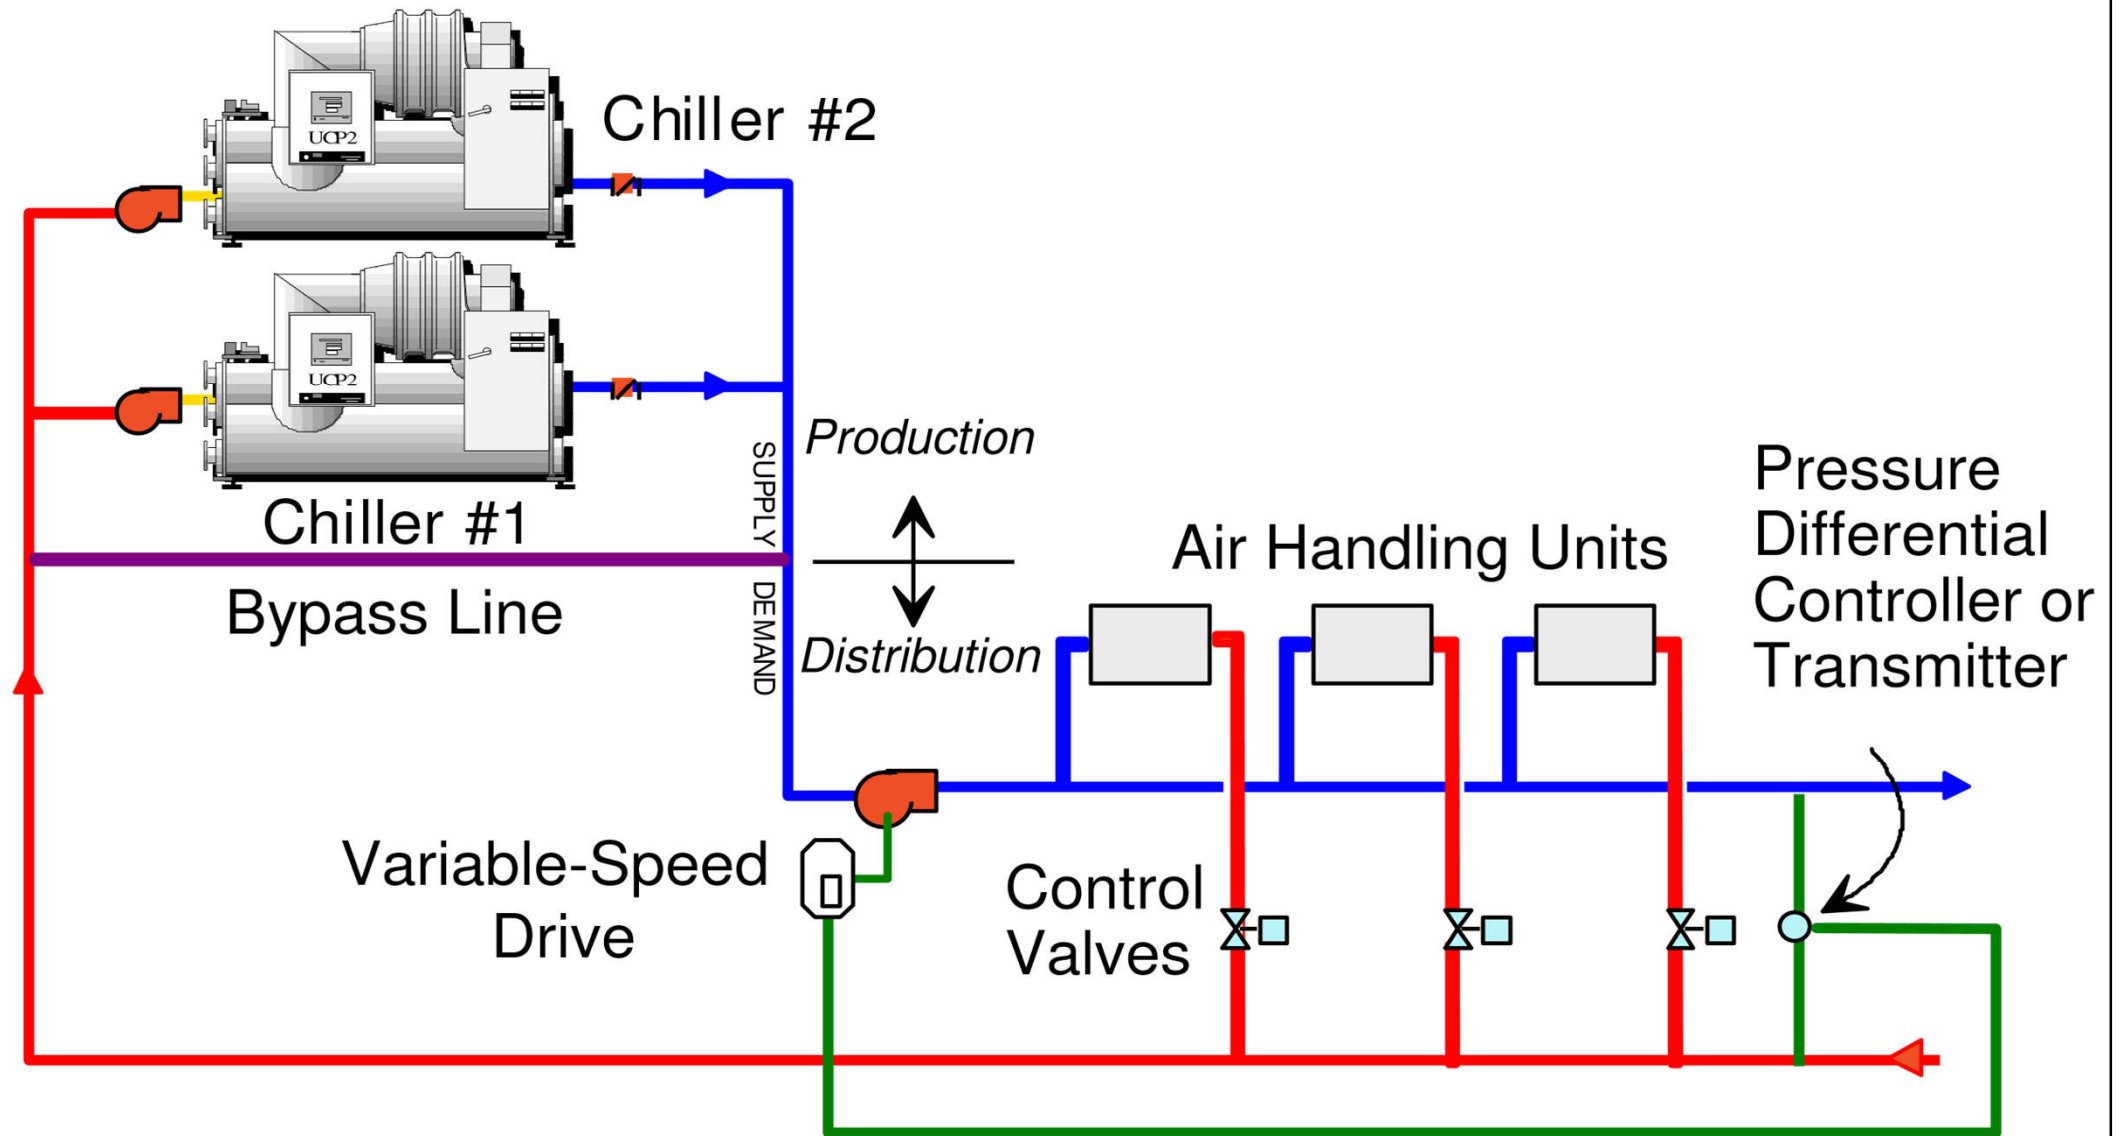 Chiller #2
UCP2
UCP2
Chiller #1
SUPPLY
DEMAND
Production
Distribution
Bypass Line
Air Handling Units
Pressure
Differential
Controller or
Transmitter
Variable-Speed
Drive
Control
Valves